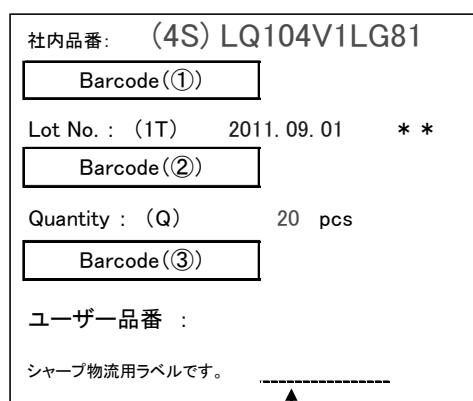 社内品番: (4S) LQ104V1LG81
Barcode(①)
Lot No. : (1T) 2011. 09. 01 * *
Barcode(②)
Quantity : (Q) 20 pcs
Barcode(③)
ユーザー品番 :
シャープ物流用ラベルです。